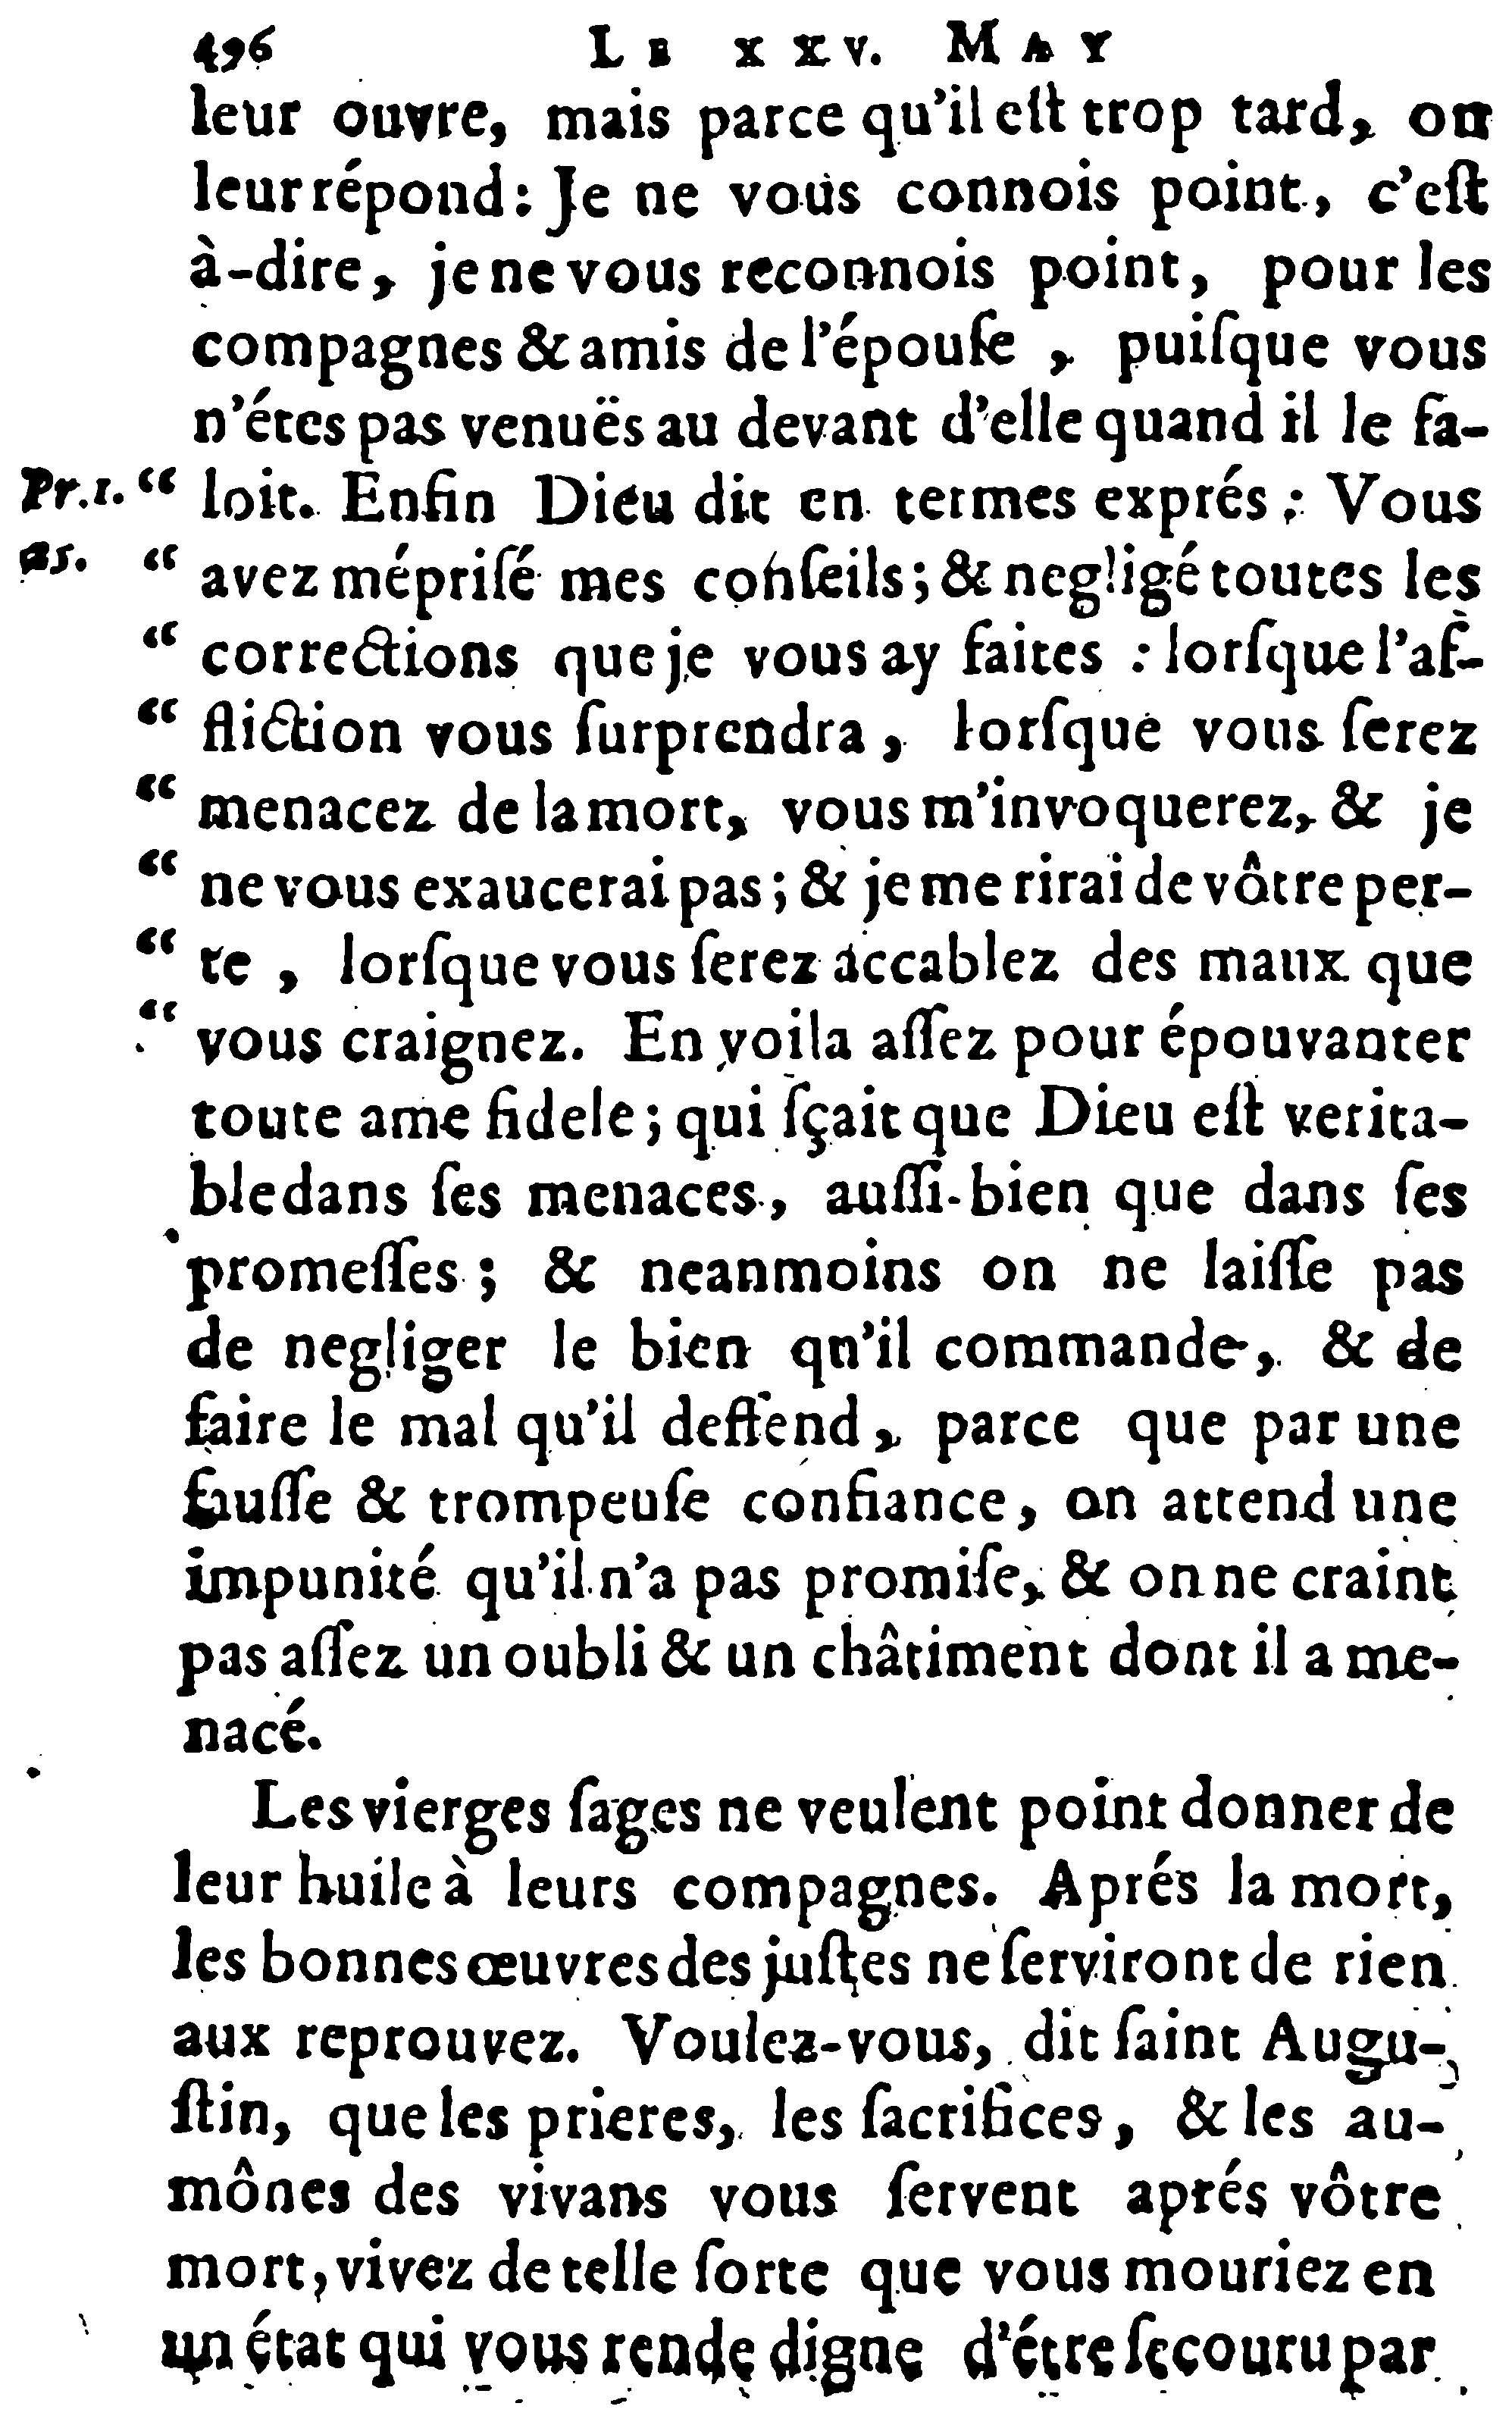 496 LE XXV. MAY
leur ouvre, mais parce qu'il eſt trop tard, on
leur répond : Je ne vous connois point, c'eſt
à-dire, je ne vous reconnois point, pour les
compagnes & amis de l'épouſe, puiſque vous
n'étes pas venuës au devant d'elle quand il le fa-
Pr. 1. “ loit. Enfin Dieu dit en termes exprés : Vous
25. “ avez mépriſé mes conſeils ; & negligé toutes les
“ corrections que je vous ay faites : lorſque l'af-
“ fliction vous ſurprendra, lorſque vous ſerez
“ menacez de la mort, vous m'invoquerez, & je
“ ne vous exaucerai pas ; & je me rirai de vôtre per-
“ te, lorſque vous ſerez accablez des maux que
“ vous craignez. En voila aſſez pour épouvanter
toute ame fidele ; qui ſçait que Dieu eſt verita-
ble dans ſes menaces, auſſi-bien que dans ſes
promeſſes ; & neanmoins on ne laiſſe pas
de negliger le bien qn'il commande, & de
faire le mal qu'il deffend, parce que par une
fauſſe & trompeuſe confiance, on attend une
impunité qu'il n'a pas promiſe, & on ne craint
pas aſſez un oubli & un châtiment dont il a me-
nacé.
Les vierges ſages ne veulent point donner de
leur huile à leurs compagnes. Aprés la mort,
les bonnes œuvres des juſtes ne ſerviront de rien
aux reprouvez. Voulez-vous, dit ſaint Augu-
ſtin, que les prieres, les ſacrifices, & les au-
mônes des vivans vous ſervent aprés vôtre
mort, vivez de telle ſorte que vous mouriez en
un état qui vous rende digne d'étre ſecouru par